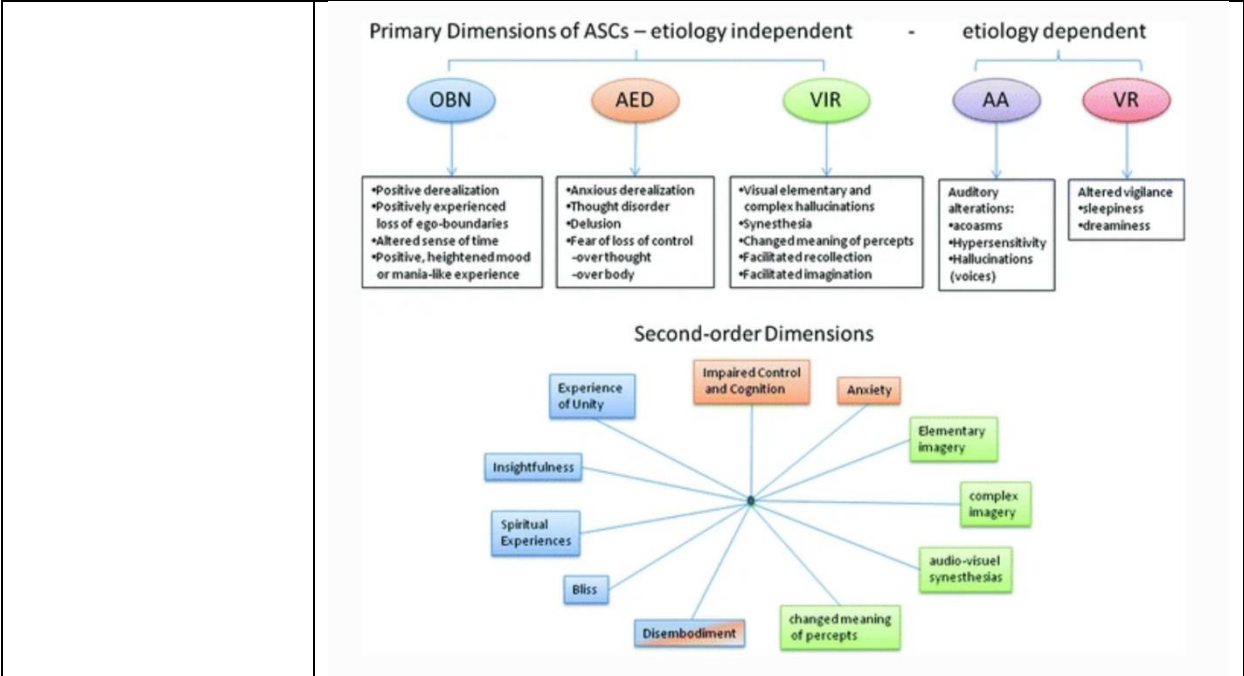 Primary Dimensions of ASCs – etiology independent - etiology dependent
OBN
AED
VIR
AA
VR
•Positive derealization
•Positively experienced
loss of ego-boundaries
•Altered sense of time
•Positive, heightened mood
or mania-like experience
•Anxious derealization
•Thought disorder
•Delusion
•Fear of loss of control
-over thought
-over body
•Visual elementary and
complex hallucinations
•Synesthesia
•Changed meaning of percepts
•Facilitated recollection
•Facilitated imagination
Auditory
alterations:
•acoasms
•Hypersensitivity
•Hallucinations
(voices)
Altered vigilance
•sleepiness
•dreaminess
Second-order Dimensions
Experience
of Unity
Impaired Control
and Cognition
Anxiety
Elementary
imagery
Insightfulness
complex
imagery
Spiritual
Experiences
audio-visuel
synesthesias
Bliss
Disembodiment
changed meaning
of percepts